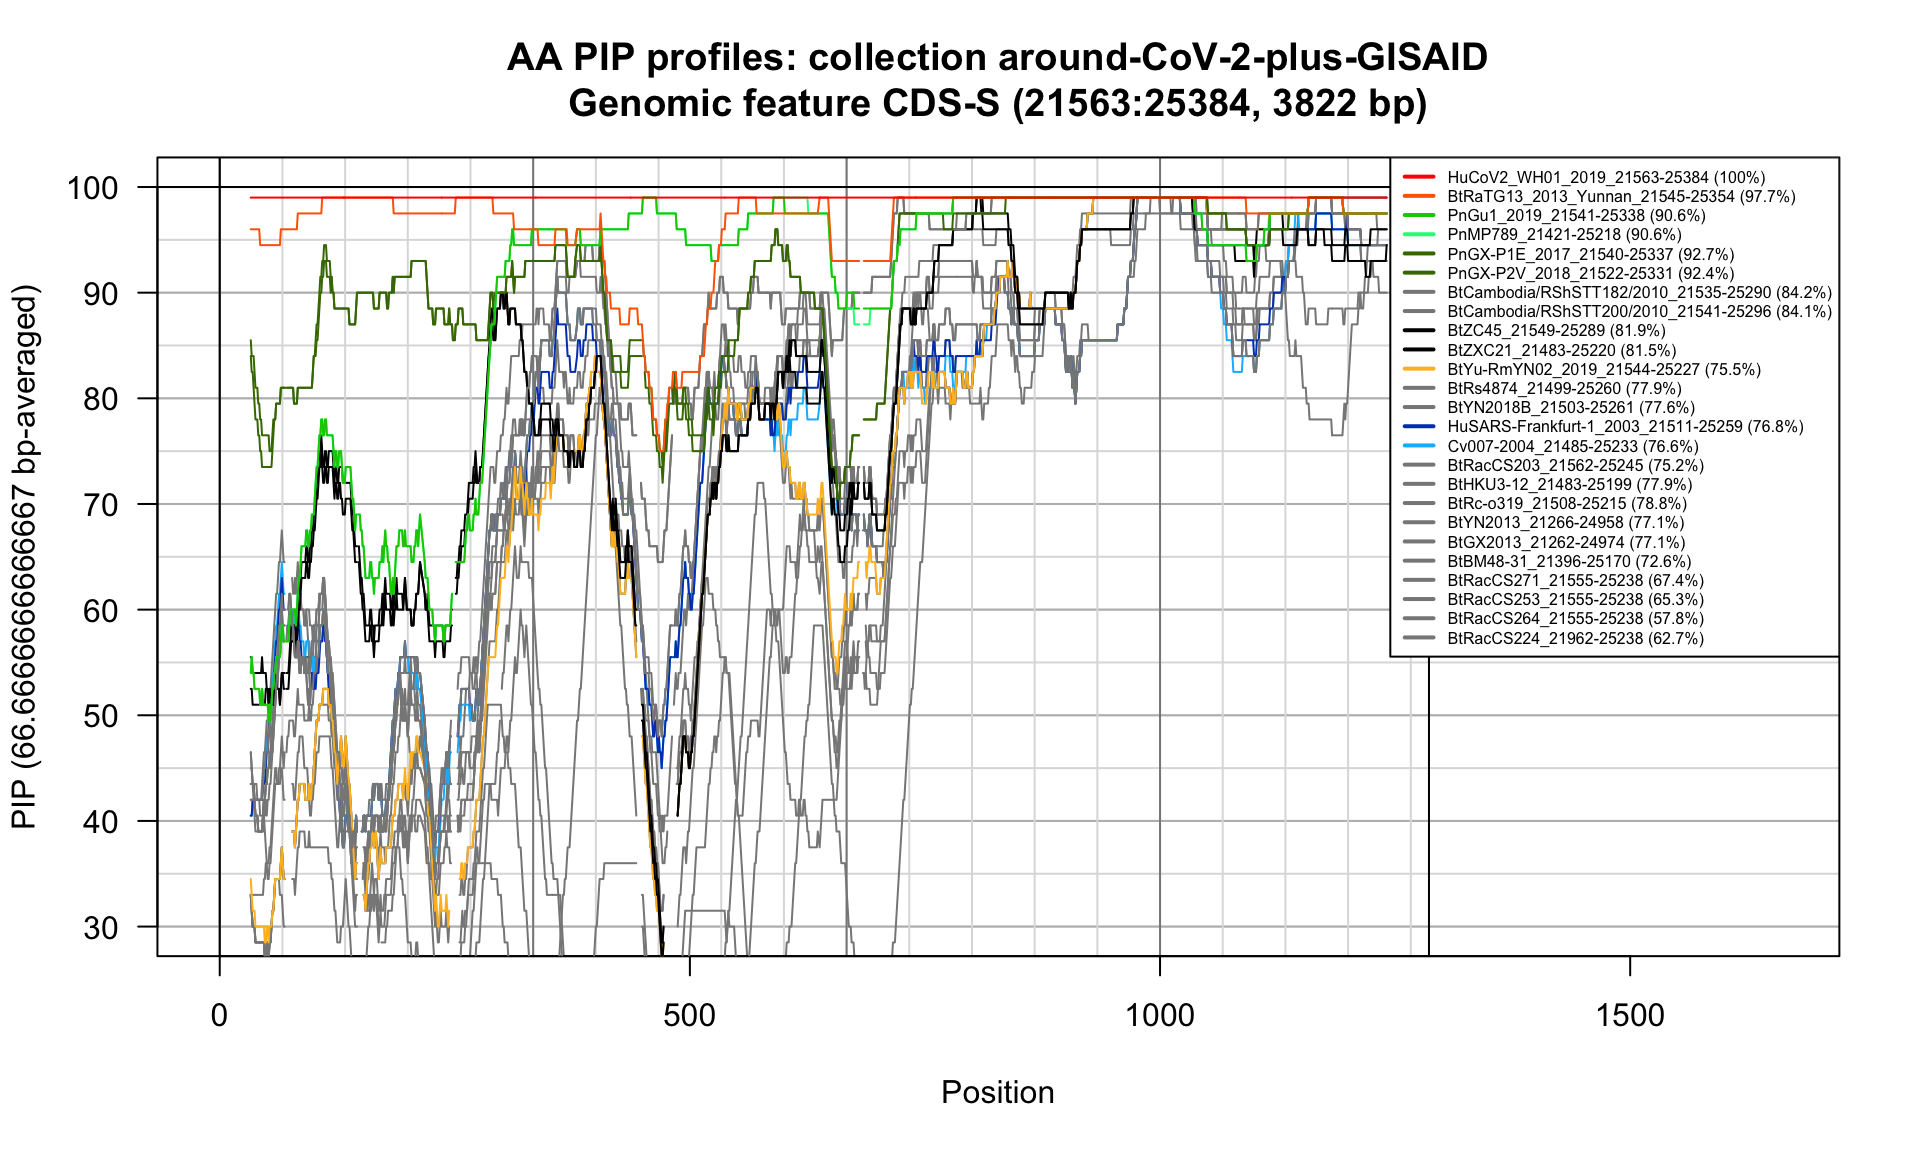 AA PIP profiles: collection around-CoV-2-plus-GISAID
Genomic feature CDS-S (21563:25384, 3822 bp)
PIP (66.6666666666667 bp-averaged)
100
90
80
70
60
50
40
30
HuCoV2_WH01_2019_21563-25384 (100%)
BtRaTG13_2013_Yunnan_21545-25354 (97.7%)
PnGu1_2019_21541-25338 (90.6%)
PnMP789_21421-25218 (90.6%)
PnGX-P1E_2017_21540-25337 (92.7%)
PnGX-P2V_2018_21522-25331 (92.4%)
BtCambodia/RShSTT182/2010_21535-25290 (84.2%)
BtCambodia/RShSTT200/2010_21541-25296 (84.1%)
BtZC45_21549-25289 (81.9%)
BtZXC21_21483-25220 (81.5%)
BtYu-RmYN02_2019_21544-25227 (75.5%)
BtRs4874_21499-25260 (77.9%)
BtYN2018B_21503-25261 (77.6%)
HuSARS-Frankfurt-1_2003_21511-25259 (76.8%)
Cv007-2004_21485-25233 (76.6%)
BtRacCS203_21562-25245 (75.2%)
BtHKU3-12_21483-25199 (77.9%)
BtRc-o319_21508-25215 (78.8%)
BtYN2013_21266-24958 (77.1%)
BtGX2013_21262-24974 (77.1%)
BtBM48-31_21396-25170 (72.6%)
BtRacCS271_21555-25238 (67.4%)
BtRacCS253_21555-25238 (65.3%)
BtRacCS264_21555-25238 (57.8%)
BtRacCS224_21962-25238 (62.7%)
0
500
1000
1500
Position